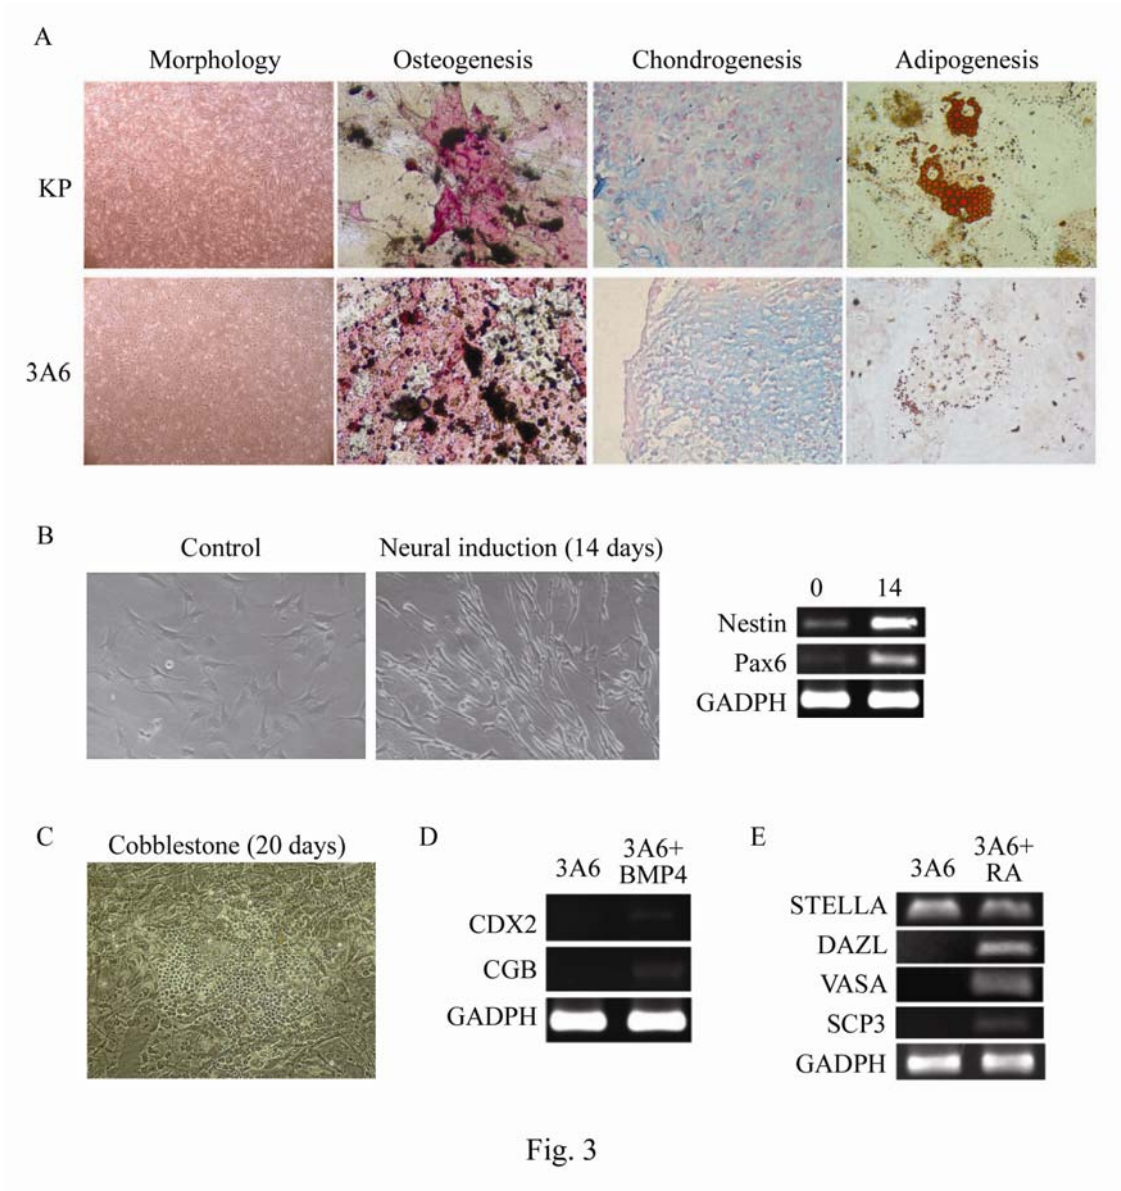 A
Morphology Osteogenesis Chondrogenesis Adipogenesis
KP
3A6
B
Control Neural induction (14 days)
0 14
Nestin
Pax6
GADPH
C
Cobblestone (20 days)
D
3A6 3A6+
BMP4
CDX2
CGB
GADPH
E
3A6 3A6+
RA
STELLA
DAZL
VASA
SCP3
GADPH
Fig. 3